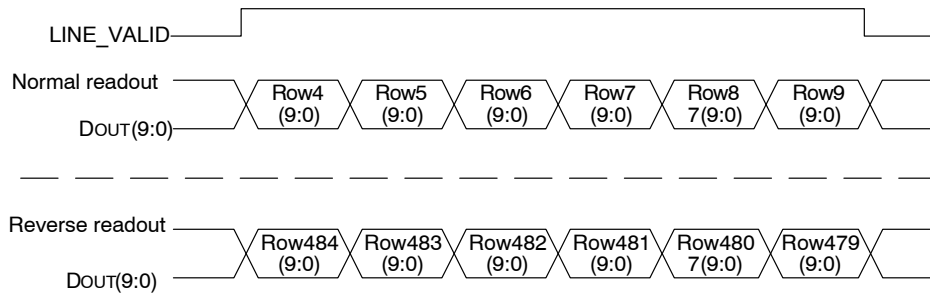 LINE_VALID
Normal readout
DOUT(9:0)
Row4 (9:0)
Row5 (9:0)
Row6 (9:0)
Row7 (9:0)
Row8 7(9:0)
Row9 (9:0)
Reverse readout
DOUT(9:0)
Row484 (9:0)
Row483 (9:0)
Row482 (9:0)
Row481 (9:0)
Row480 7(9:0)
Row479 (9:0)